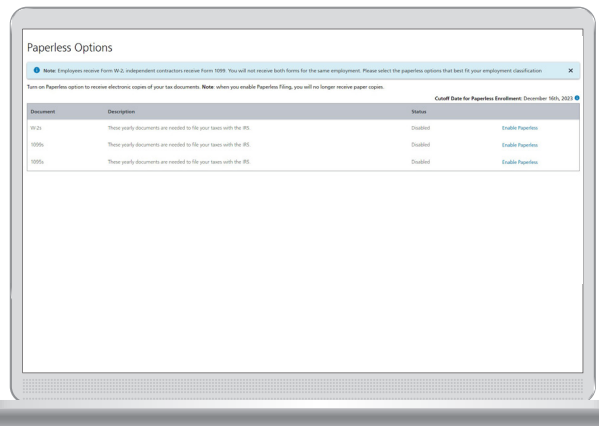 Paperless Options
Note: Employees receive Form W-2, independent contractors receive Form 1099. You will not receive both forms for the same employment. Please select the paperless options that best fit your employment classification
Turn on Paperless option to receive electronic copies of your tax documents. Note: when you enable Paperless Filing, you will no longer receive paper copies.
Cutoff Date for Paperless Enrollment: December 16th, 2023
Document Description Status
W-2s These yearly documents are needed to file your taxes with the IRS. Disabled Enable Paperless
1099s These yearly documents are needed to file your taxes with the IRS. Disabled Enable Paperless
1095s These yearly documents are needed to file your taxes with the IRS. Disabled Enable Paperless